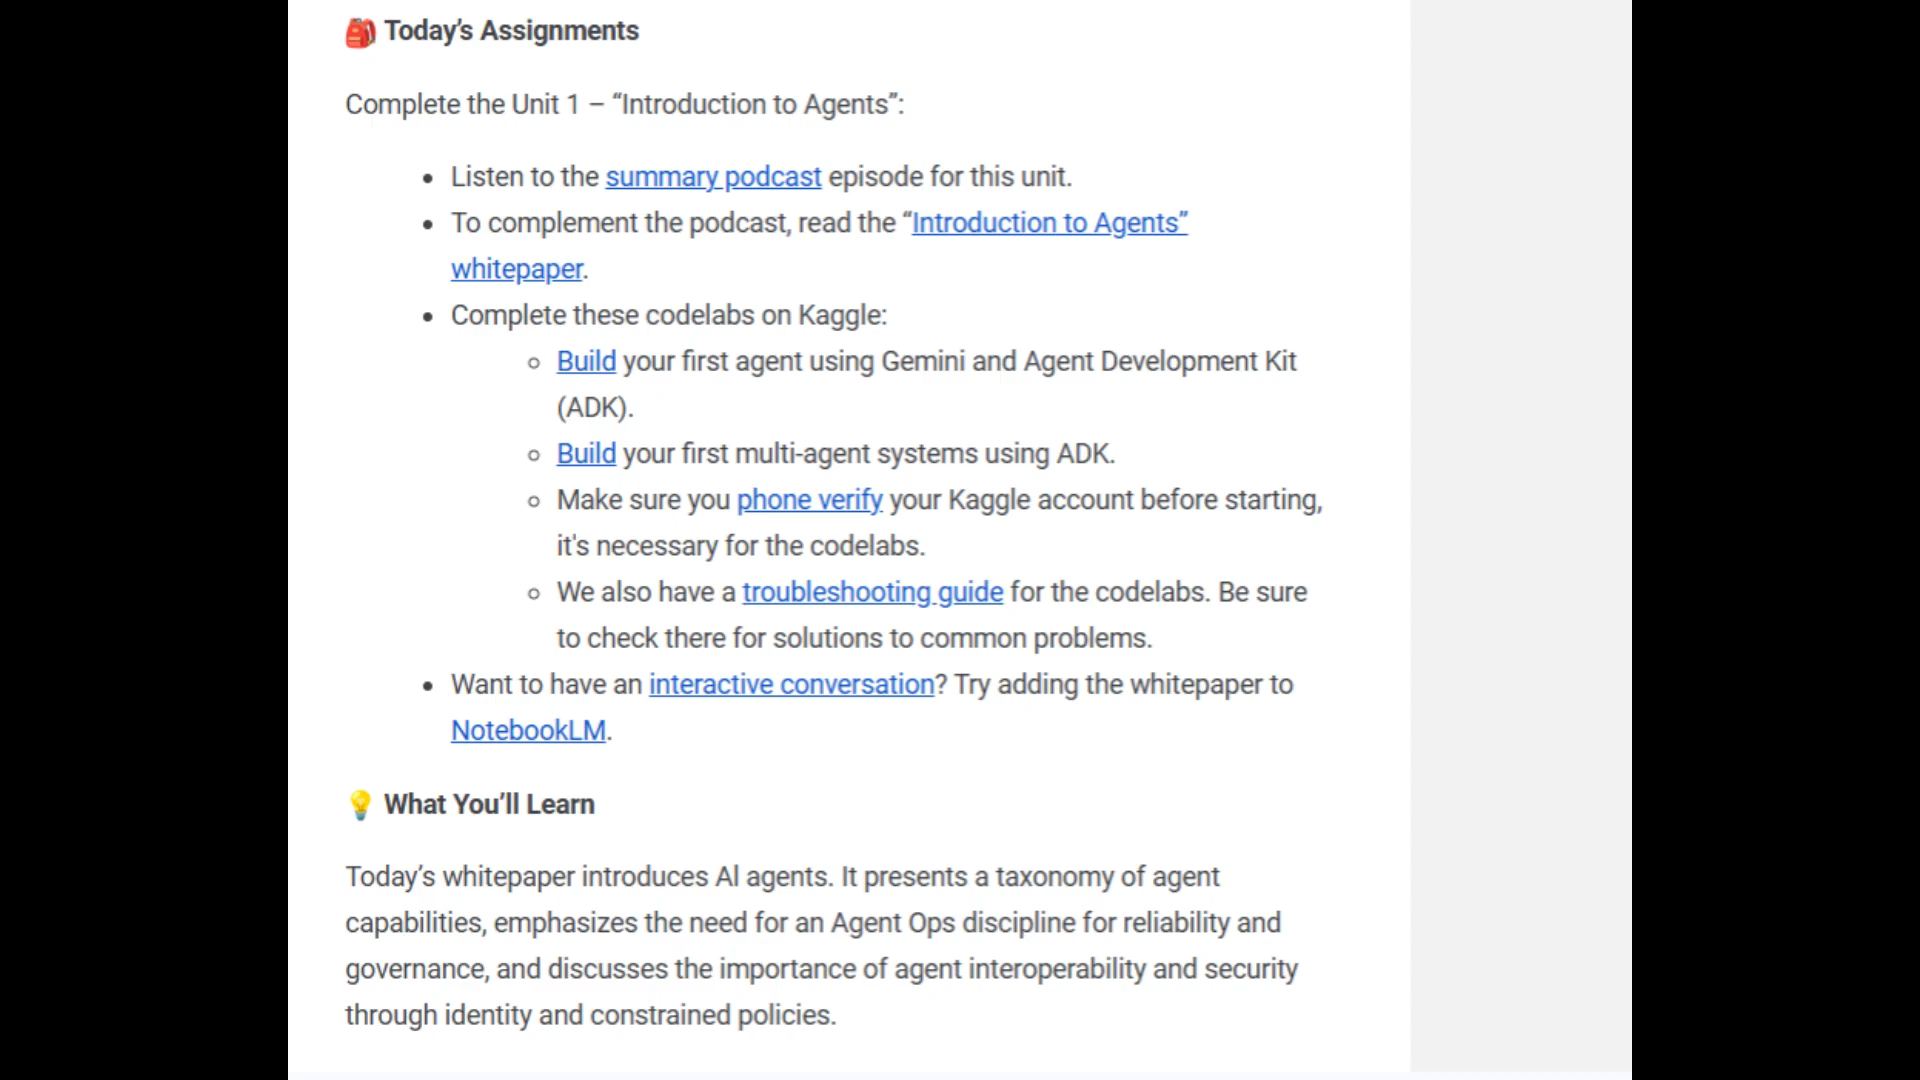 🎒 Today’s Assignments
Complete the Unit 1 – “Introduction to Agents”:
• Listen to the summary podcast episode for this unit.
• To complement the podcast, read the “Introduction to Agents”
whitepaper.
• Complete these codelabs on Kaggle:
◦ Build your first agent using Gemini and Agent Development Kit
(ADK).
◦ Build your first multi-agent systems using ADK.
◦ Make sure you phone verify your Kaggle account before starting,
it's necessary for the codelabs.
◦ We also have a troubleshooting guide for the codelabs. Be sure
to check there for solutions to common problems.
• Want to have an interactive conversation? Try adding the whitepaper to
NotebookLM.
💡 What You’ll Learn
Today’s whitepaper introduces AI agents. It presents a taxonomy of agent
capabilities, emphasizes the need for an Agent Ops discipline for reliability and
governance, and discusses the importance of agent interoperability and security
through identity and constrained policies.